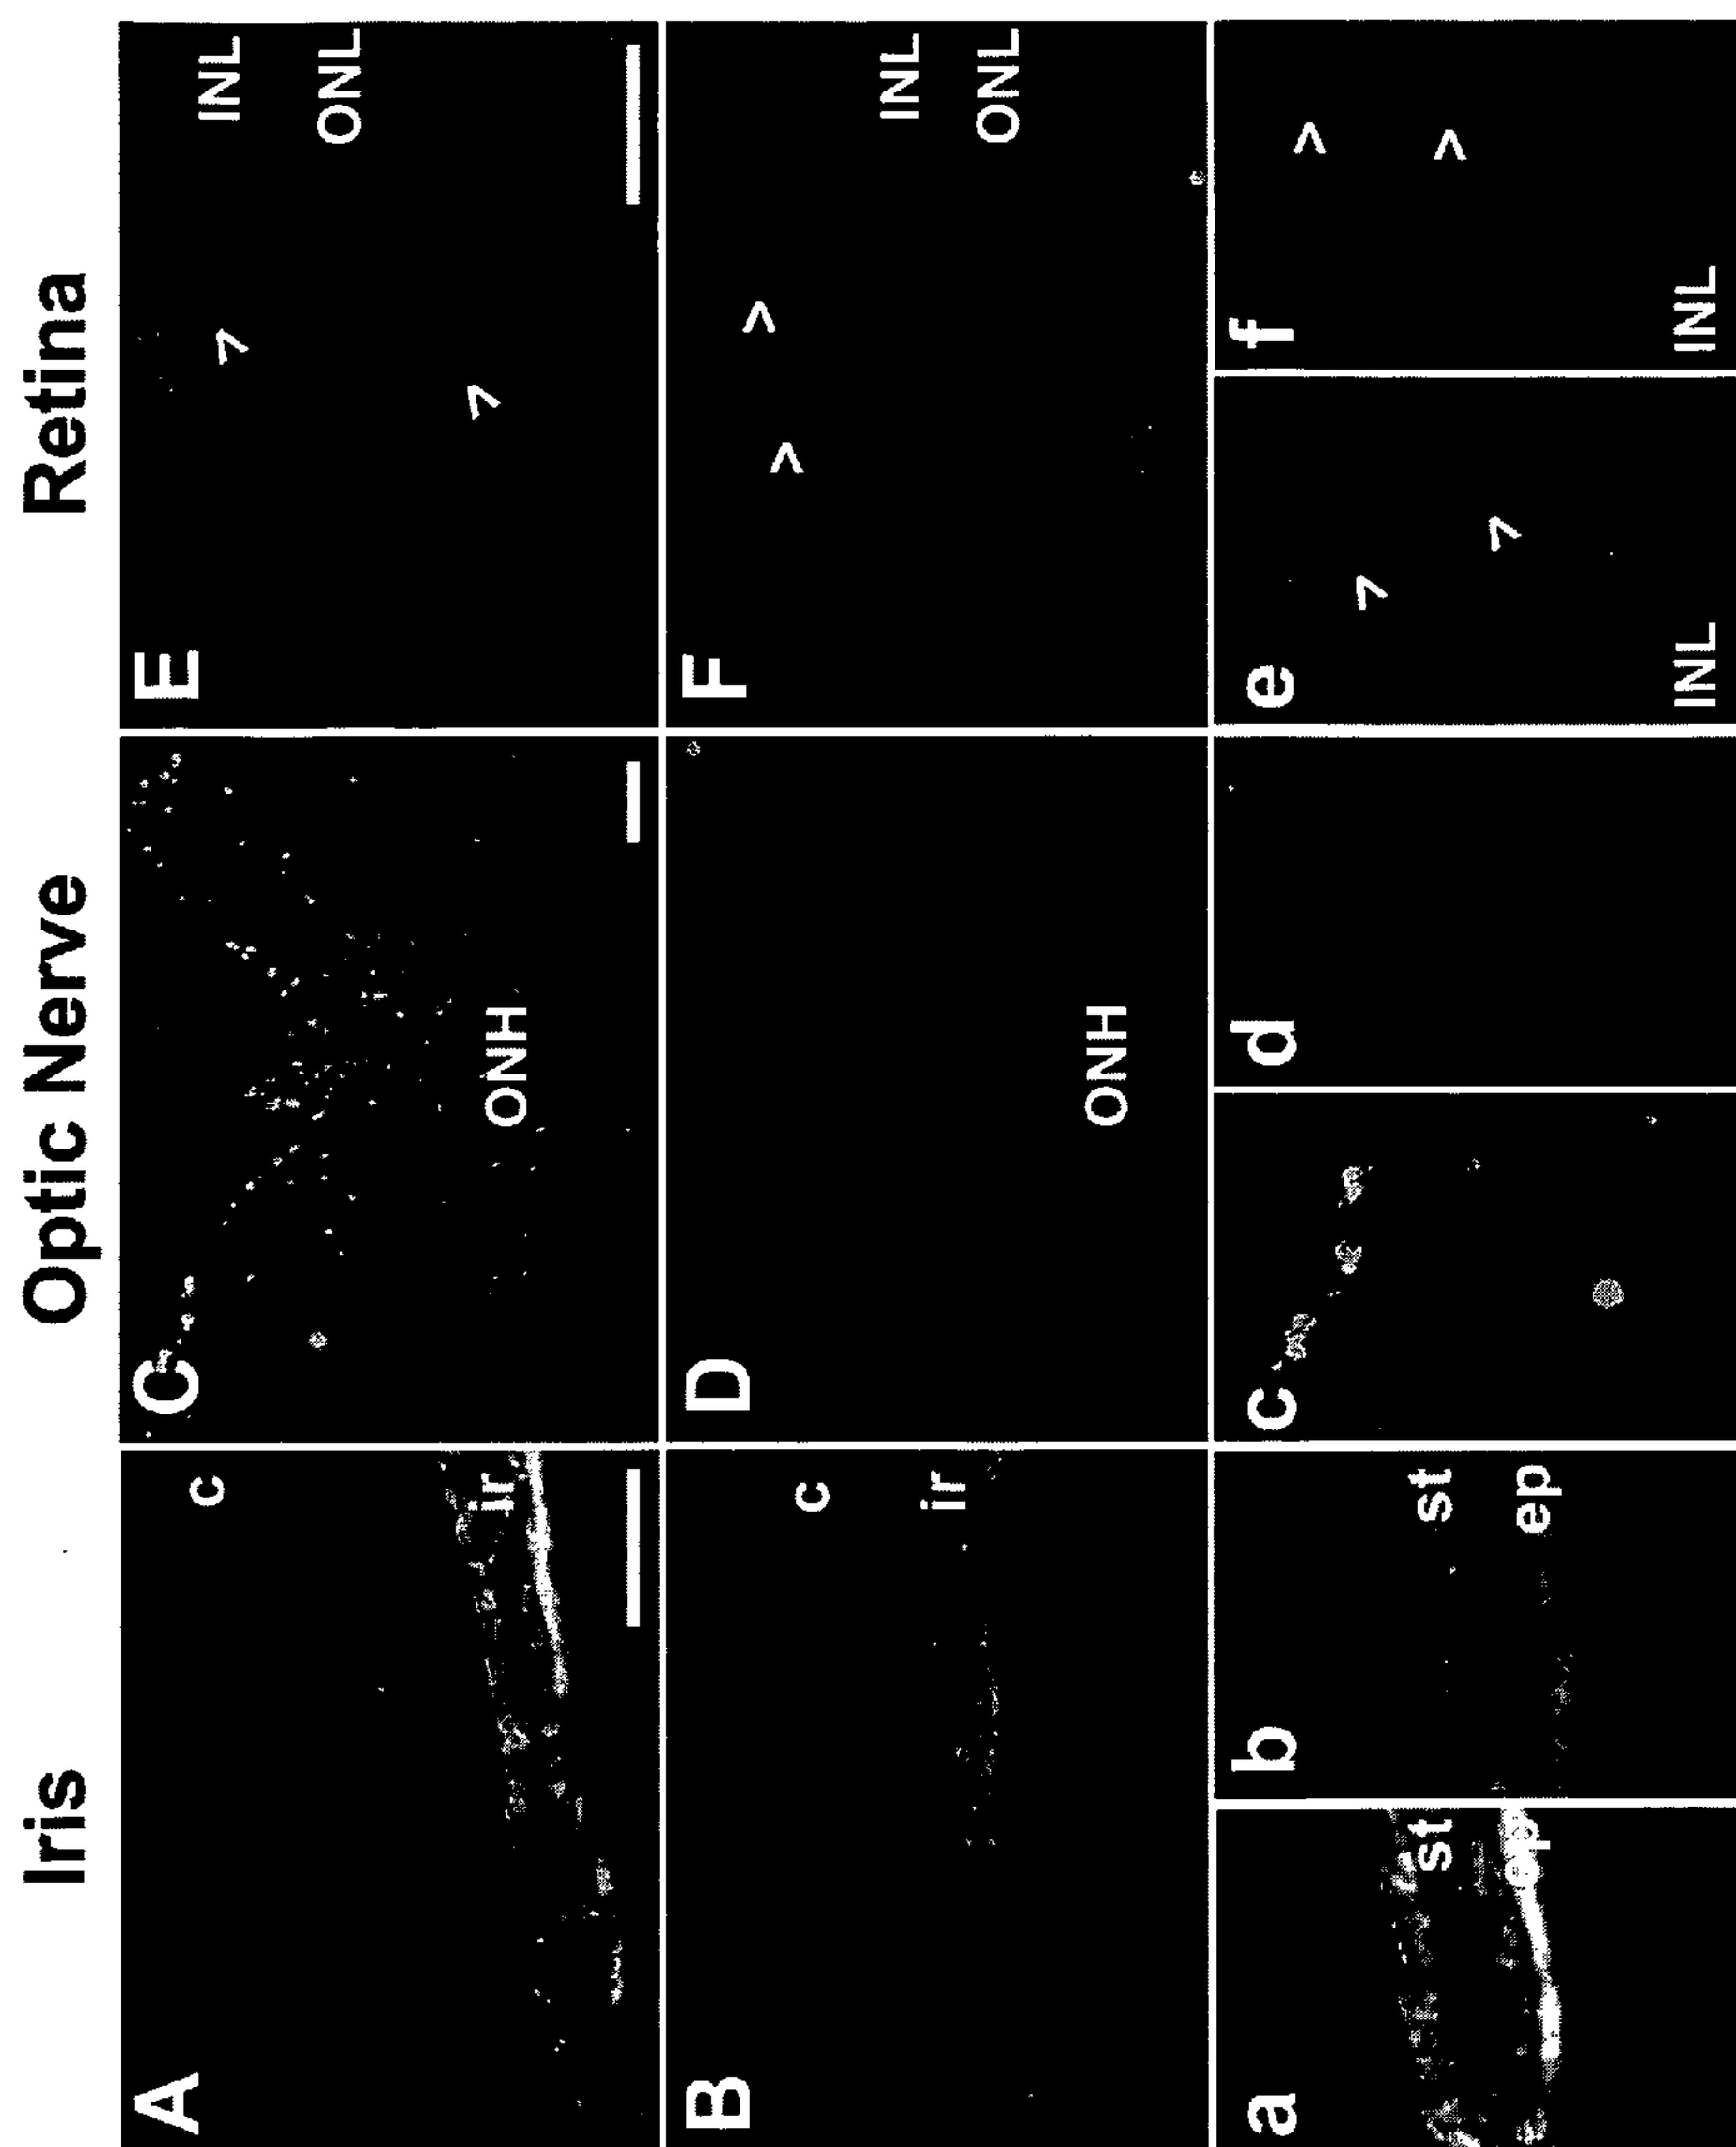 Iris
Optic Nerve
Retina
A
c
ir
C
ONH
E
INL
ONL
B
c
ir
D
ONH
F
INL
ONL
a
st
ep
b
st
ep
c
d
e
INL
f
INL